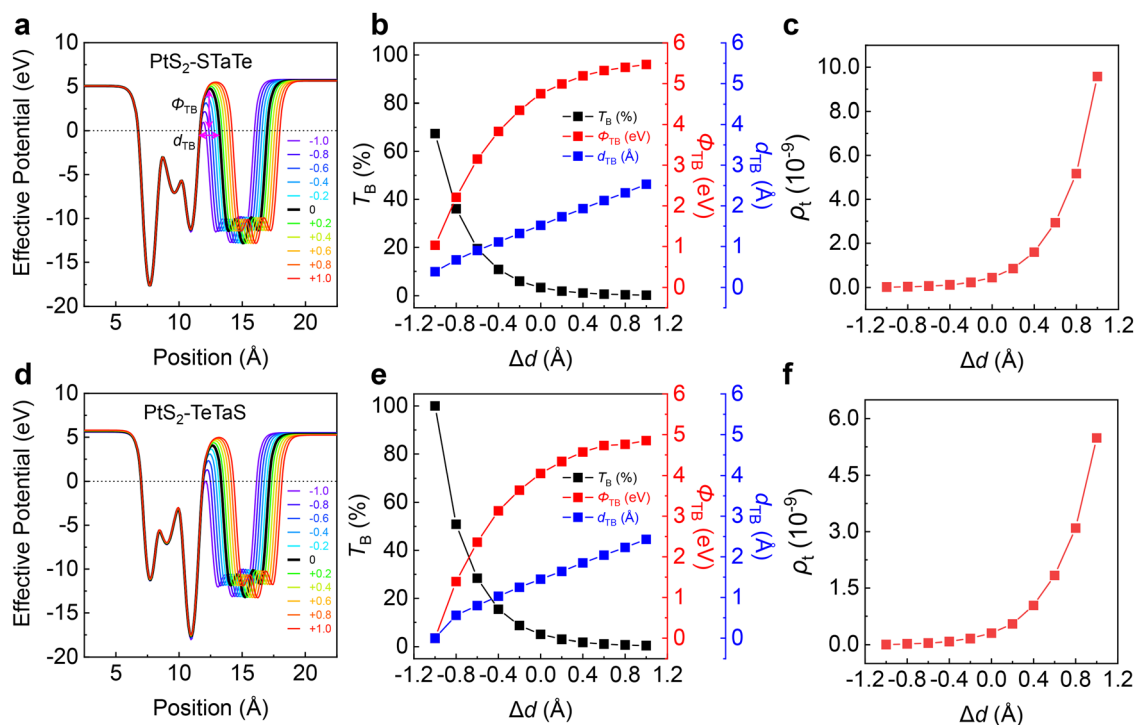 a
PtS2-STaTe
Effective Potential (eV)
10
5
0
-5
-10
-15
-20
ΦTB
dTB
-1.0
-0.8
-0.6
-0.4
-0.2
0
+0.2
+0.4
+0.6
+0.8
+1.0
5 10 15 20
Position (Å)
b
TB (%)
100
80
60
40
20
0
TB (%)
ΦTB (eV)
dTB (Å)
6
5
4
3
2
1
0
ΦTB (eV)
6
5
4
3
2
1
0
dTB (Å)
-1.2 -0.8 -0.4 0.0 0.4 0.8 1.2
Δd (Å)
c
ρt (10-9)
10.0
8.0
6.0
4.0
2.0
0.0
-1.2 -0.8 -0.4 0.0 0.4 0.8 1.2
Δd (Å)
d
PtS2-TeTaS
Effective Potential (eV)
10
5
0
-5
-10
-15
-20
-1.0
-0.8
-0.6
-0.4
-0.2
0
+0.2
+0.4
+0.6
+0.8
+1.0
5 10 15 20
Position (Å)
e
TB (%)
100
80
60
40
20
0
TB (%)
ΦTB (eV)
dTB (Å)
6
5
4
3
2
1
0
ΦTB (eV)
6
5
4
3
2
1
0
dTB (Å)
-1.2 -0.8 -0.4 0.0 0.4 0.8 1.2
Δd (Å)
f
ρt (10-9)
6.0
4.5
3.0
1.5
0.0
-1.2 -0.8 -0.4 0.0 0.4 0.8 1.2
Δd (Å)